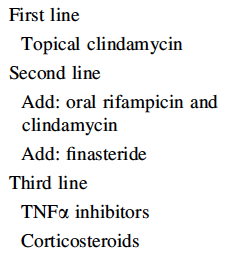 First line
Topical clindamycin
Second line
Add: oral rifampicin and
clindamycin
Add: finasteride
Third line
TNFα inhibitors
Corticosteroids